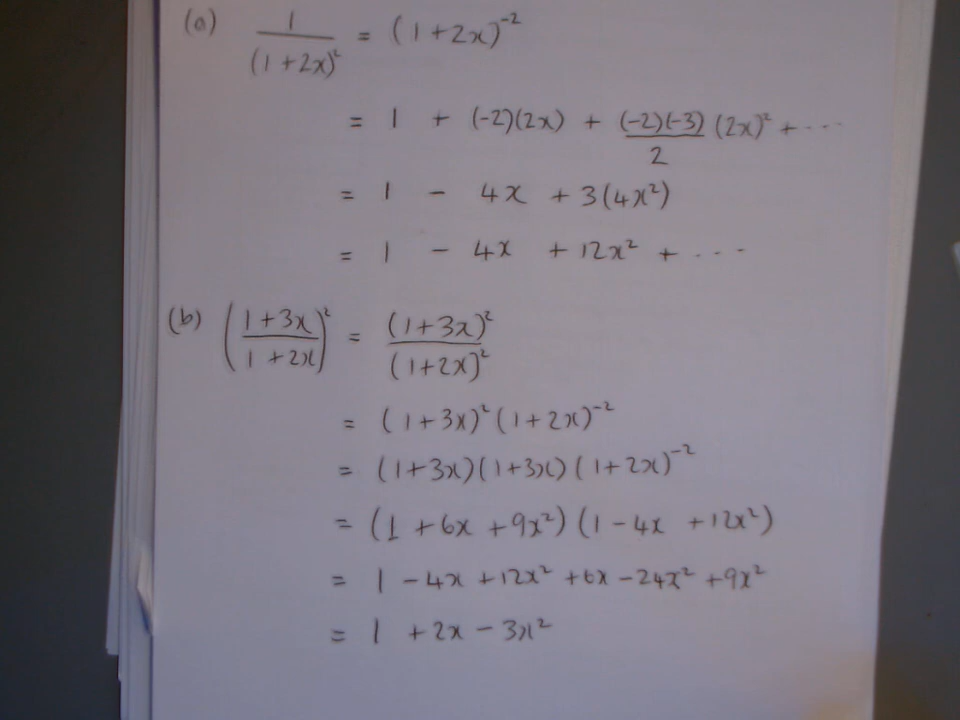 (a) 1/(1+2x)² = (1+2x)⁻²
= 1 + (-2)(2x) + (-2)(-3)/2 (2x)² + ...
= 1 - 4x + 3(4x²)
= 1 - 4x + 12x² + ...
(b) ((1+3x)/(1+2x))² = (1+3x)²/(1+2x)²
= (1+3x)²(1+2x)⁻²
= (1+3x)(1+3x)(1+2x)⁻²
= (1+6x+9x²)(1-4x+12x²)
= 1 -4x +12x² +6x -24x² +9x²
= 1 +2x -3x²